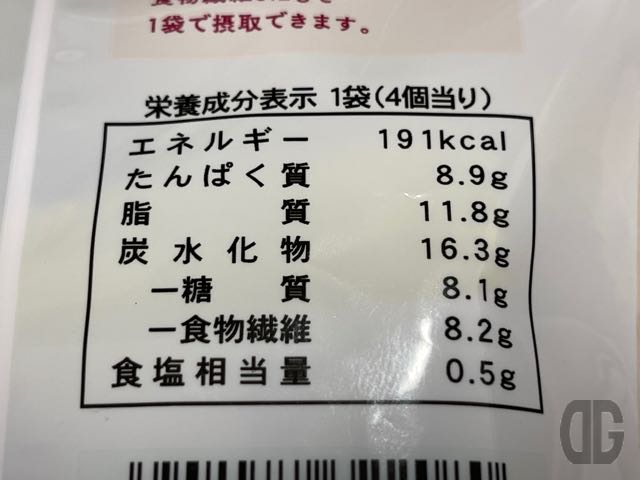 1袋で摂取できます。
栄養成分表示 1袋(4個当り)
エネルギー 191kcal
たんぱく質 8.9g
脂質 11.8g
炭水化物 16.3g
ー糖質 8.1g
ー食物繊維 8.2g
食塩相当量 0.5g
DG